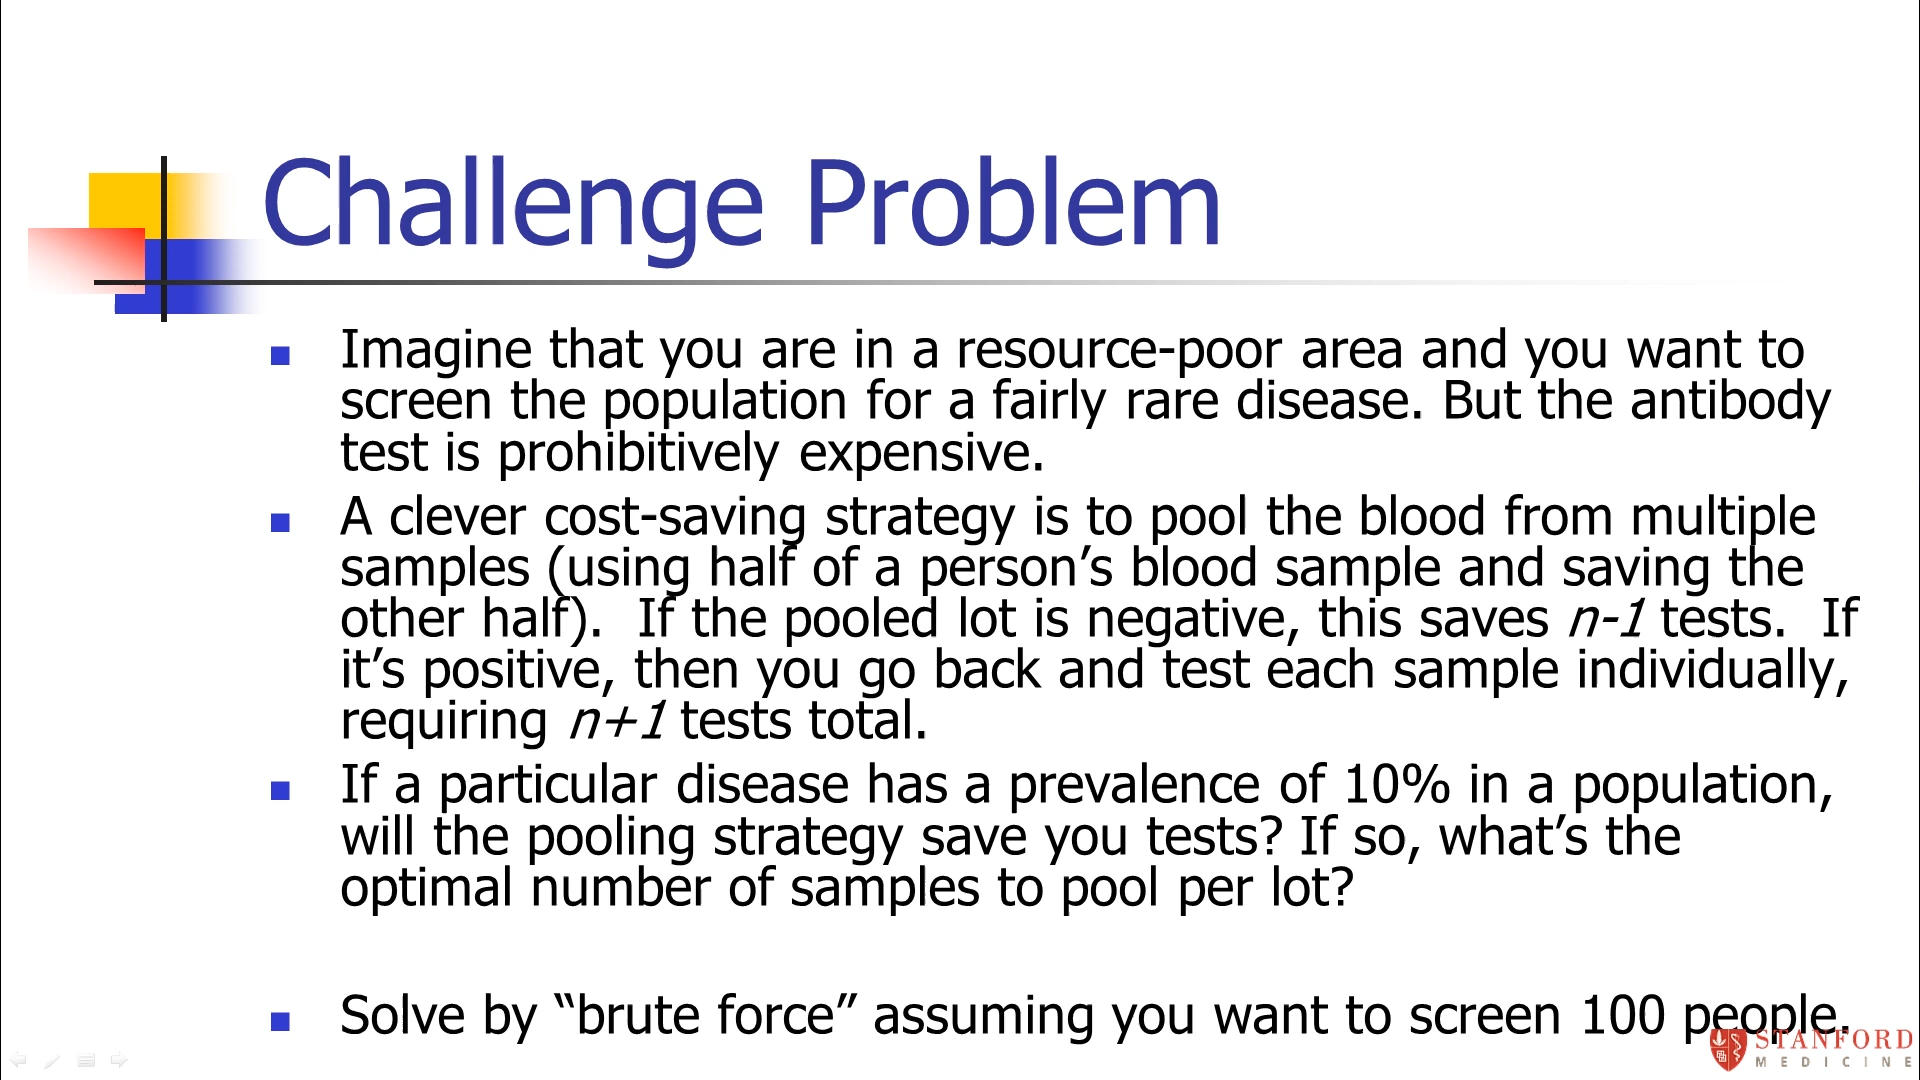 Challenge Problem
Imagine that you are in a resource-poor area and you want to
screen the population for a fairly rare disease. But the antibody
test is prohibitively expensive.
A clever cost-saving strategy is to pool the blood from multiple
samples (using half of a person’s blood sample and saving the
other half).  If the pooled lot is negative, this saves n-1 tests.  If
it’s positive, then you go back and test each sample individually,
requiring n+1 tests total.
If a particular disease has a prevalence of 10% in a population,
will the pooling strategy save you tests? If so, what’s the
optimal number of samples to pool per lot?
Solve by “brute force” assuming you want to screen 100 people.
STANFORD
MEDICINE